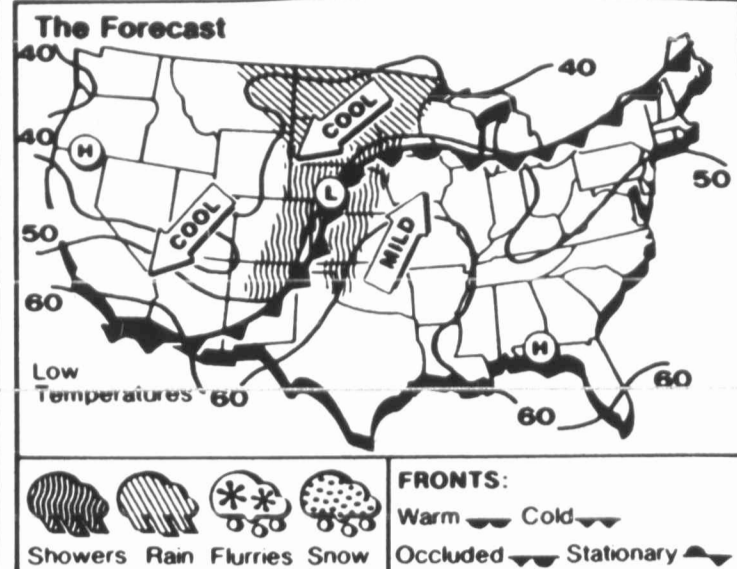 The Forecast
40
40
COOL
40
H
L
COOL
MILD
50
50
60
H
Low
Temperatures
60
60
60
Showers Rain Flurries Snow
FRONTS:
Warm Cold
Occluded Stationary